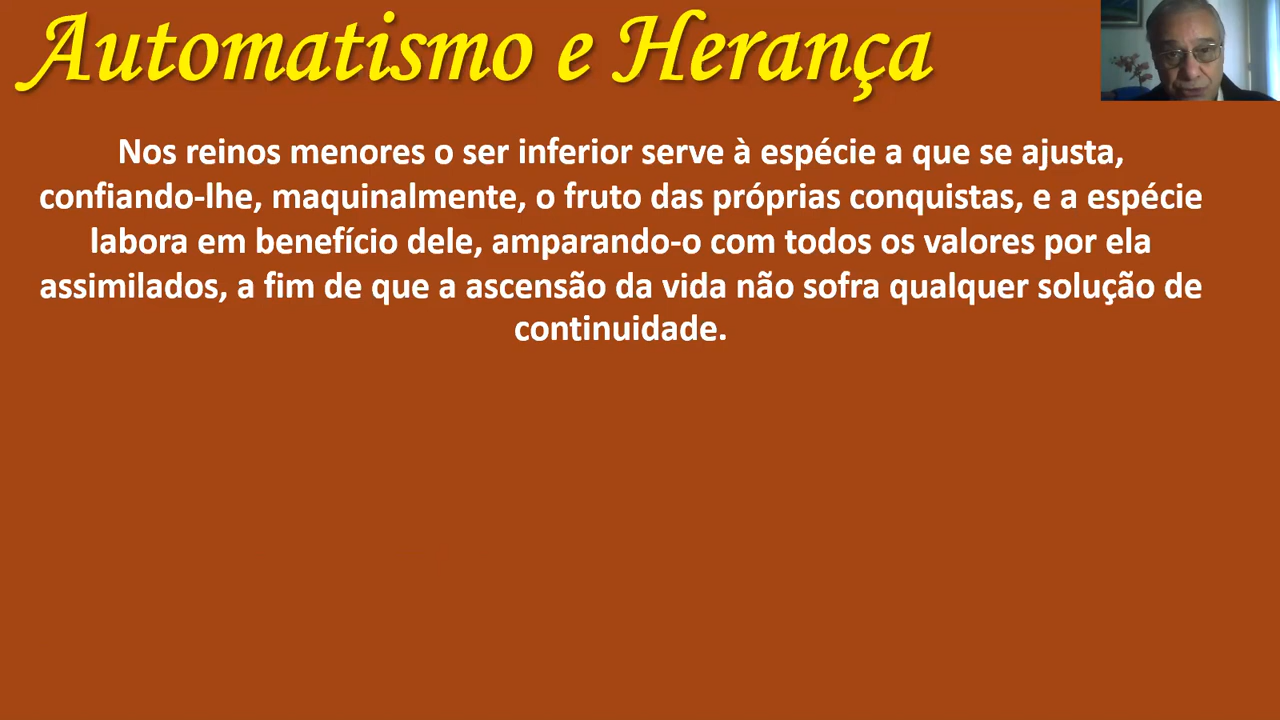 Automatismo e Herança
Nos reinos menores o ser inferior serve à espécie a que se ajusta,
confiando-lhe, maquinalmente, o fruto das próprias conquistas, e a espécie
labora em benefício dele, amparando-o com todos os valores por ela
assimilados, a fim de que a ascensão da vida não sofra qualquer solução de
continuidade.